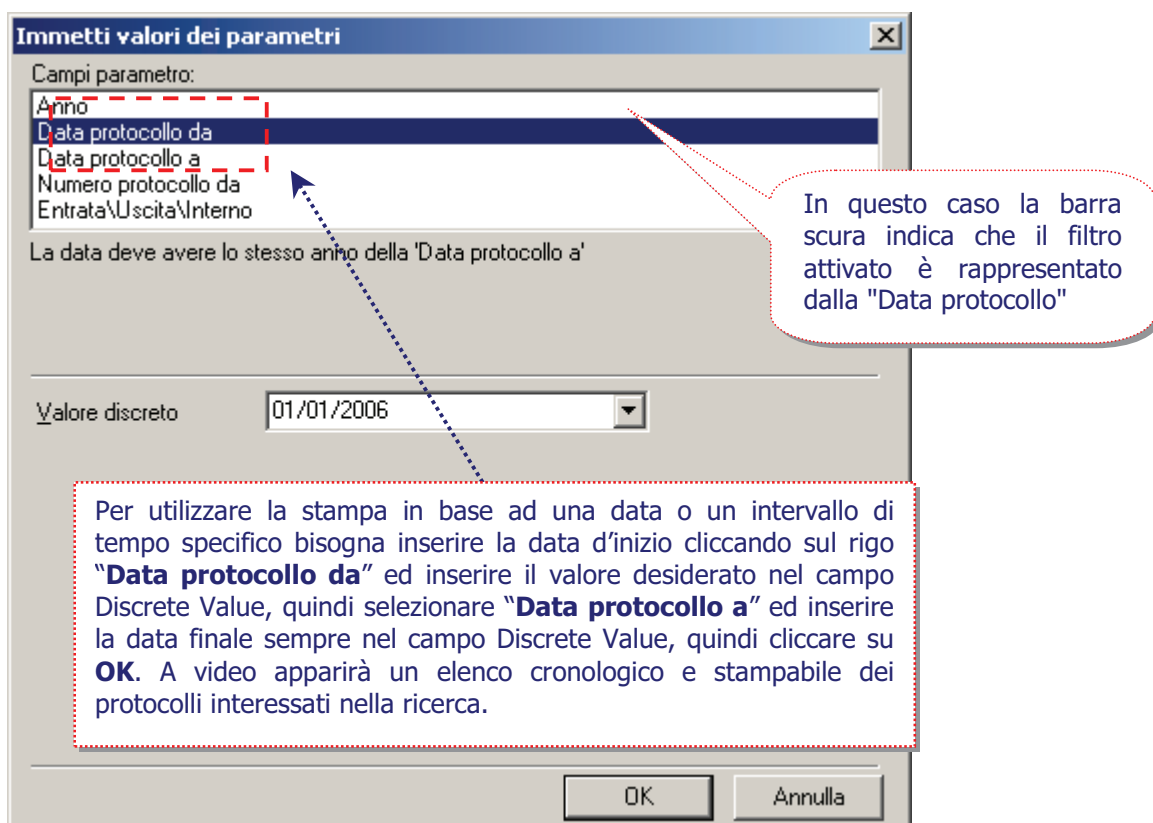 Immetti valori dei parametri
Campi parametro:
Anno
Data protocollo da
Data protocollo a
Numero protocollo da
Entrata\Uscita\Interno
La data deve avere lo stesso anno della 'Data protocollo a'
In questo caso la barra
scura indica che il filtro
attivato è rappresentato
dalla "Data protocollo"
Valore discreto
01/01/2006
Per utilizzare la stampa in base ad una data o un intervallo di
tempo specifico bisogna inserire la data d’inizio cliccando sul rigo
“Data protocollo da” ed inserire il valore desiderato nel campo
Discrete Value, quindi selezionare “Data protocollo a” ed inserire
la data finale sempre nel campo Discrete Value, quindi cliccare su
OK. A video apparirà un elenco cronologico e stampabile dei
protocolli interessati nella ricerca.
OK
Annulla